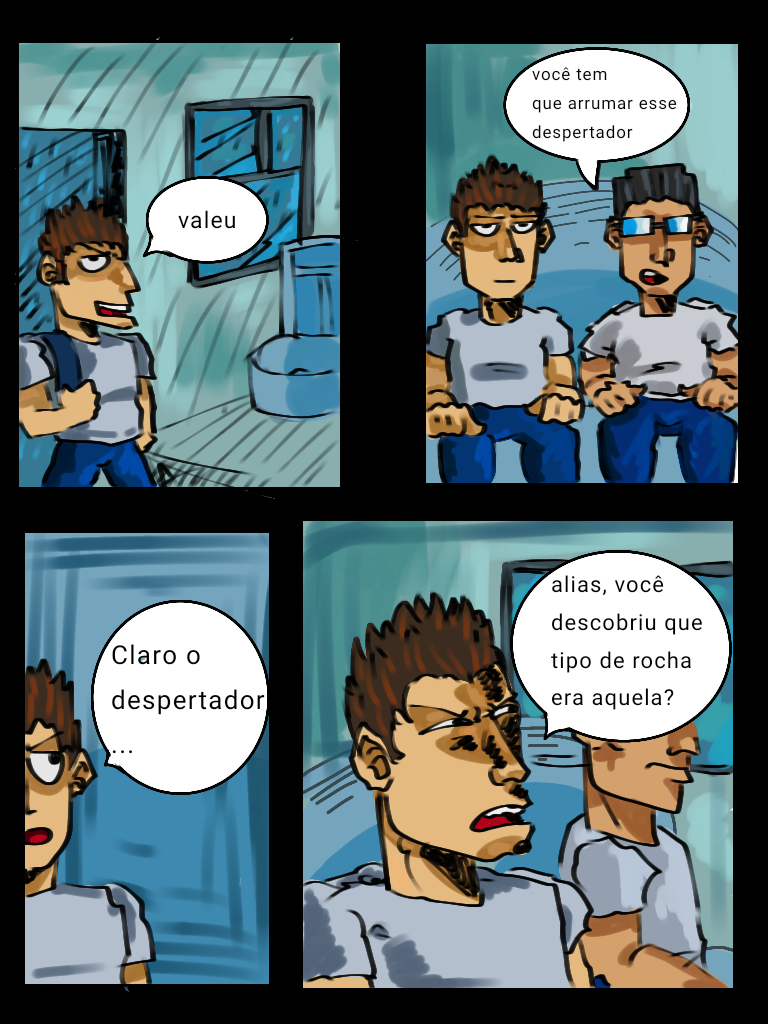 valeu
você tem
que arrumar esse
despertador
Claro o
despertador
...
alias, você
descobriu que
tipo de rocha
era aquela?